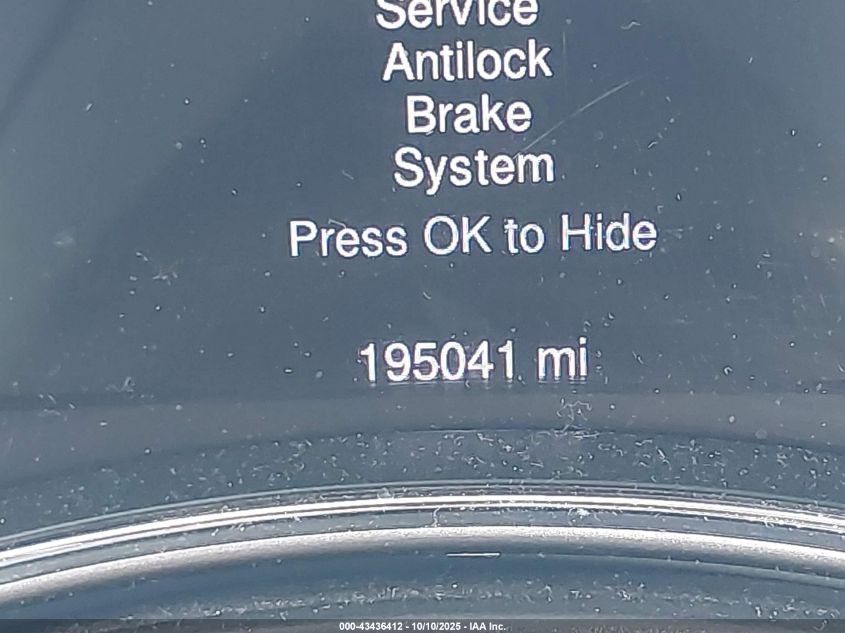 Service
Antilock
Brake
System
Press OK to Hide
195041 mi
000-43436412 - 10/10/2025 - IAA Inc.